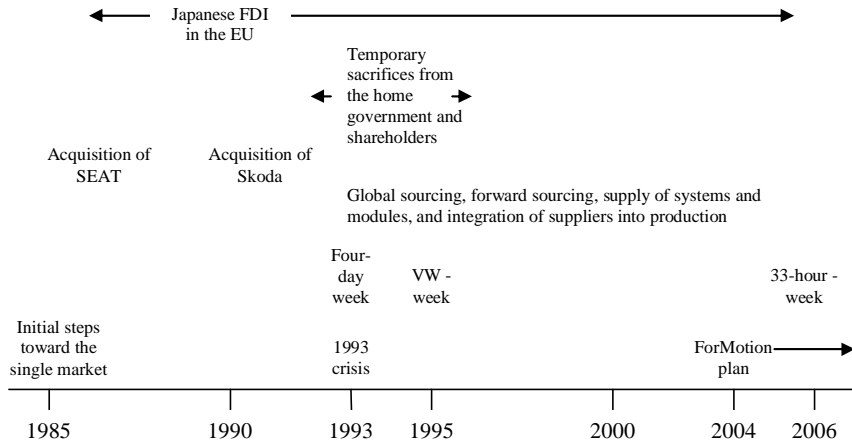 Japanese FDI
in the EU
Temporary
sacrifices from
the home
government and
shareholders
Acquisition of
SEAT
Acquisition of
Skoda
Global sourcing, forward sourcing, supply of systems and
modules, and integration of suppliers into production
Four-
day
week
VW -
week
33-hour -
week
Initial steps
toward the
single market
1993
crisis
ForMotion
plan
1985
1990
1993
1995
2000
2004
2006